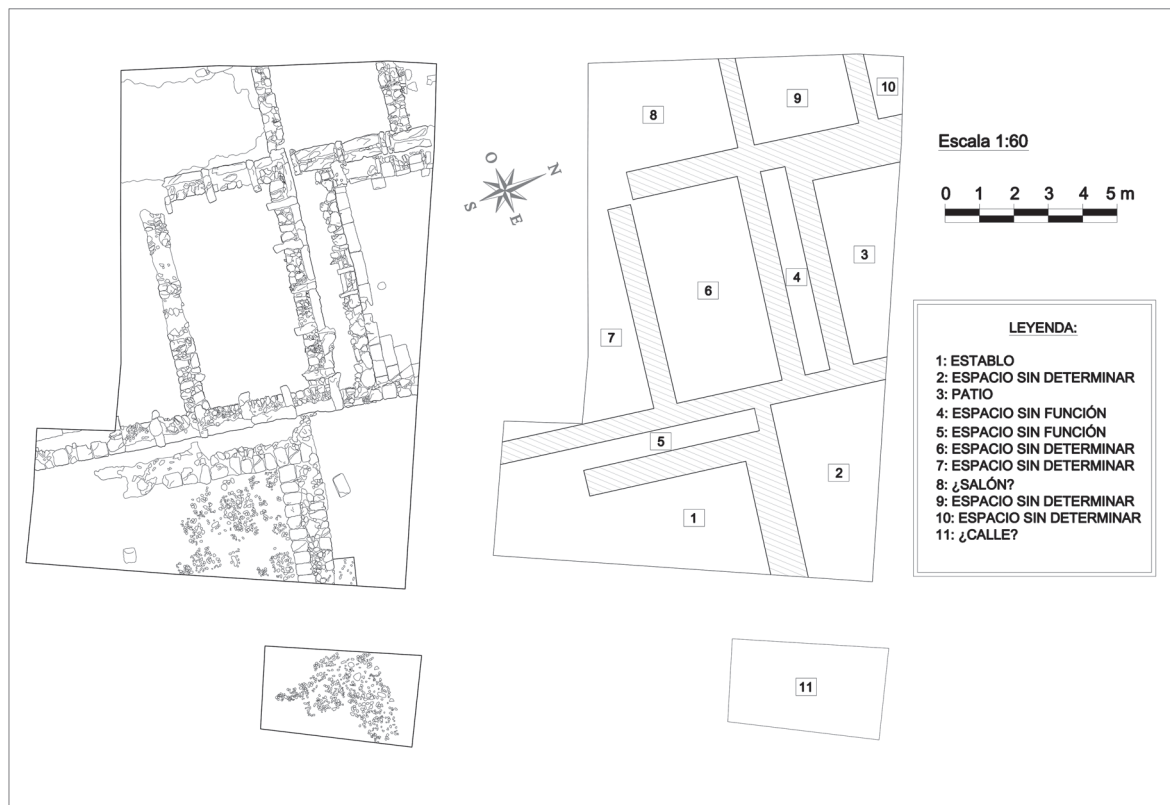 8
9
10
Escala 1:60
O
N
S
E
0 1 2 3 4 5 m
3
4
6
7
LEYENDA:
1: ESTABLO
2: ESPACIO SIN DETERMINAR
3: PATIO
4: ESPACIO SIN FUNCIÓN
5: ESPACIO SIN FUNCIÓN
6: ESPACIO SIN DETERMINAR
7: ESPACIO SIN DETERMINAR
8: ¿SALÓN?
9: ESPACIO SIN DETERMINAR
10: ESPACIO SIN DETERMINAR
11: ¿CALLE?
5
2
1
11